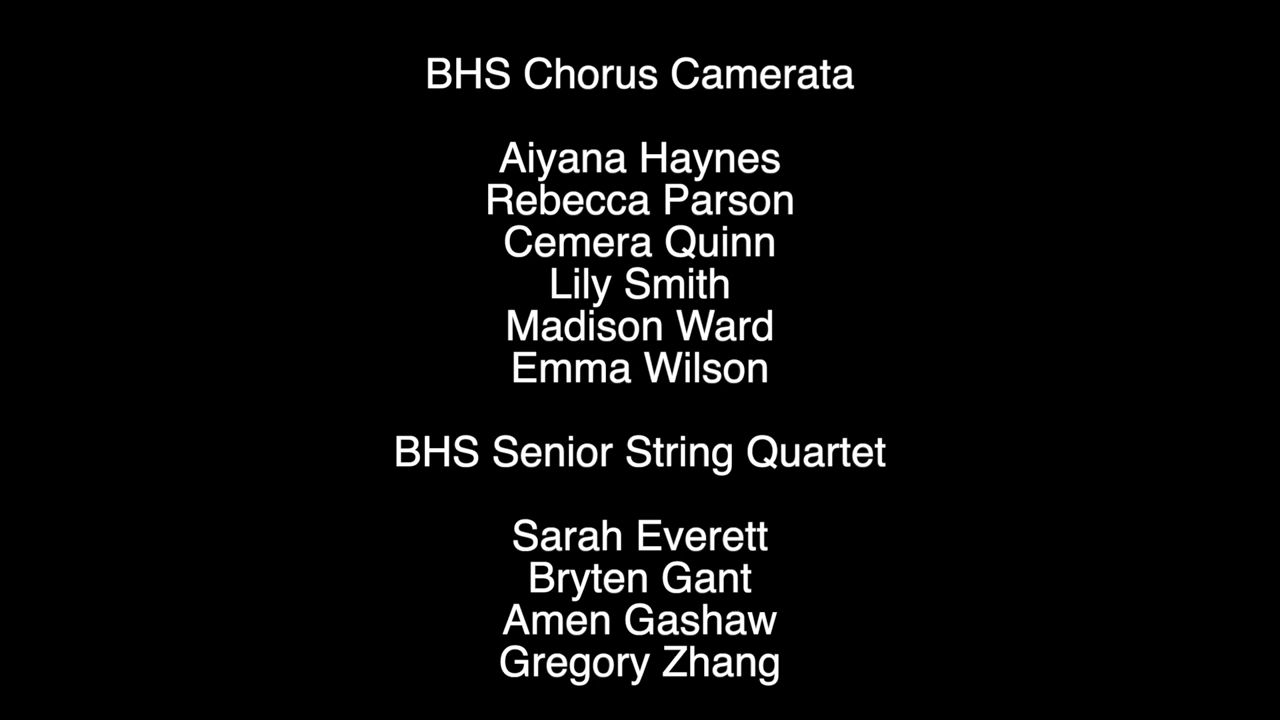 BHS Chorus Camerata
Aiyana Haynes
Rebecca Parson
Cemera Quinn
Lily Smith
Madison Ward
Emma Wilson
BHS Senior String Quartet
Sarah Everett
Bryten Gant
Amen Gashaw
Gregory Zhang